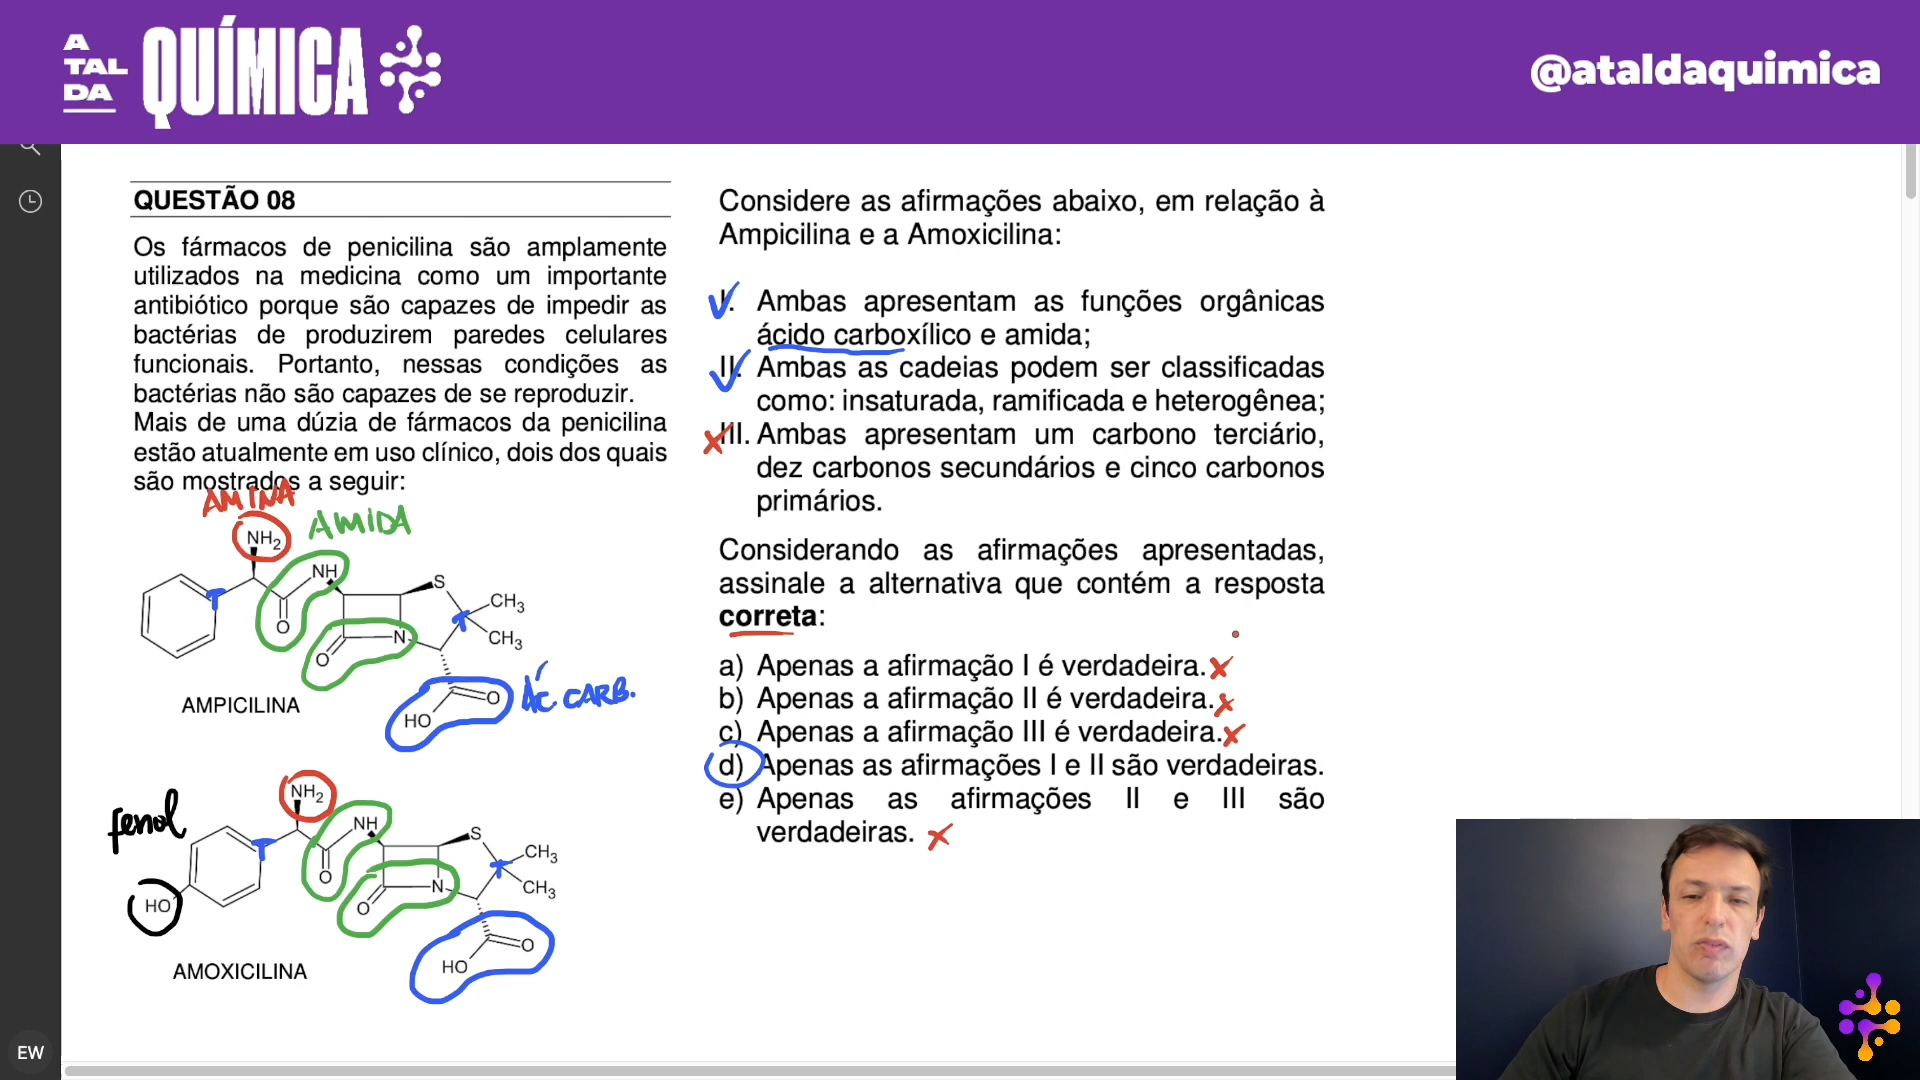 A
TAL
DA
QUÍMICA
@ataldaquimica
QUESTÃO 08
Os fármacos de penicilina são amplamente
utilizados na medicina como um importante
antibiótico porque são capazes de impedir as
bactérias de produzirem paredes celulares
funcionais. Portanto, nessas condições as
bactérias não são capazes de se reproduzir.
Mais de uma dúzia de fármacos da penicilina
estão atualmente em uso clínico, dois dos quais
são mostrados a seguir:
AMINA
AMIDA
NH2
NH
S
CH3
O
N
CH3
O
O
HO
ÁC. CARB.
AMPICILINA
fenol
NH2
NH
S
CH3
O
N
CH3
HO
O
O
HO
AMOXICILINA
Considere as afirmações abaixo, em relação à
Ampicilina e a Amoxicilina:
I. Ambas apresentam as funções orgânicas
ácido carboxílico e amida;
II. Ambas as cadeias podem ser classificadas
como: insaturada, ramificada e heterogênea;
III. Ambas apresentam um carbono terciário,
dez carbonos secundários e cinco carbonos
primários.
Considerando as afirmações apresentadas,
assinale a alternativa que contém a resposta
correta:
a) Apenas a afirmação I é verdadeira.
b) Apenas a afirmação II é verdadeira.
c) Apenas a afirmação III é verdadeira.
d) Apenas as afirmações I e II são verdadeiras.
e) Apenas as afirmações II e III são
verdadeiras.
EW